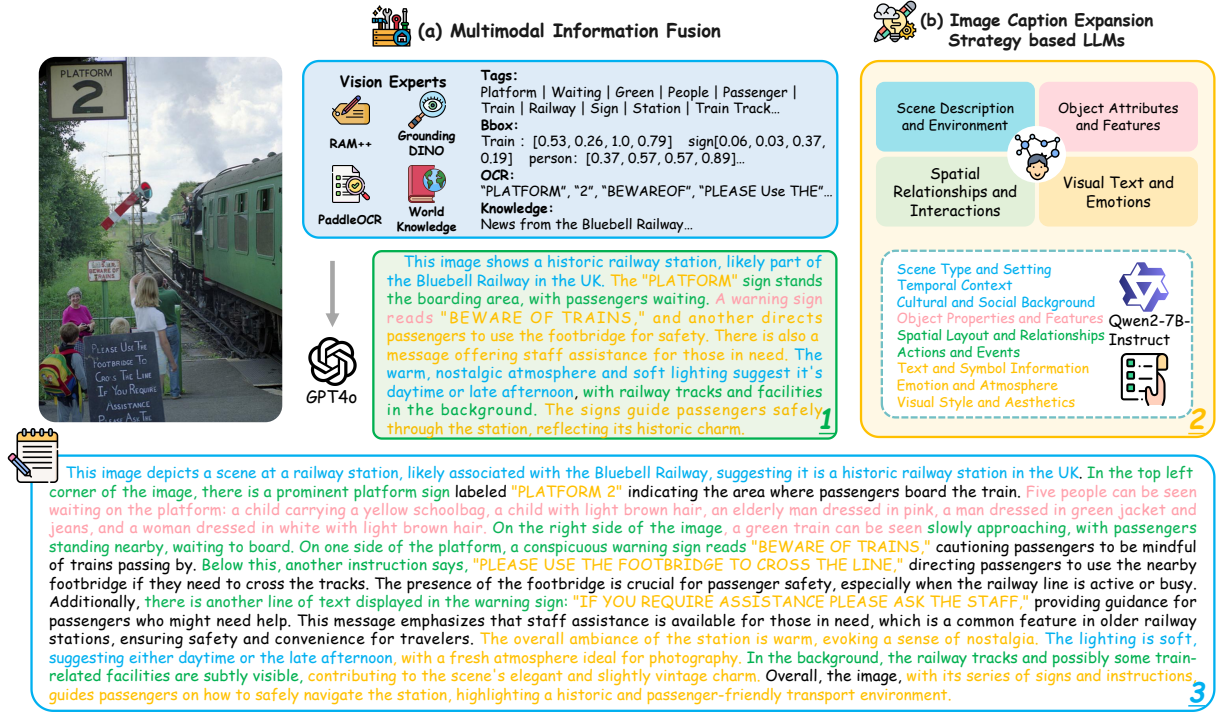 (a) Multimodal Information Fusion
(b) Image Caption Expansion
Strategy based LLMs
PLATFORM
2
BEWARE
OF
TRAINS
PLEASE USE THE
FOOTBRIDGE TO
CROSS THE LINE
IF YOU REQUIRE
ASSISTANCE
PLEASE ASK THE
Vision Experts
RAM++
Grounding
DINO
PaddleOCR
World
Knowledge
Tags:
Platform | Waiting | Green | People | Passenger |
Train | Railway | Sign | Station | Train Track...
Bbox:
Train : [0.53, 0.26, 1.0, 0.79] sign[0.06, 0.03, 0.37,
0.19] person: [0.37, 0.57, 0.57, 0.89]...
OCR:
“PLATFORM”, “2”, “BEWAREOF”, “PLEASE Use THE”...
Knowledge:
News from the Bluebell Railway...
GPT4o
This image shows a historic railway station, likely part of
the Bluebell Railway in the UK. The "PLATFORM" sign stands
the boarding area, with passengers waiting. A warning sign
reads "BEWARE OF TRAINS," and another directs
passengers to use the footbridge for safety. There is also a
message offering staff assistance for those in need. The
warm, nostalgic atmosphere and soft lighting suggest it's
daytime or late afternoon, with railway tracks and facilities
in the background. The signs guide passengers safely
through the station, reflecting its historic charm.
1
Scene Description
and Environment
Object Attributes
and Features
Spatial
Relationships and
Interactions
Visual Text and
Emotions
Scene Type and Setting
Temporal Context
Cultural and Social Background
Object Properties and Features
Spatial Layout and Relationships
Actions and Events
Text and Symbol Information
Emotion and Atmosphere
Visual Style and Aesthetics
Qwen2-7B-
Instruct
2
This image depicts a scene at a railway station, likely associated with the Bluebell Railway, suggesting it is a historic railway station in the UK. In the top left
corner of the image, there is a prominent platform sign labeled "PLATFORM 2" indicating the area where passengers board the train. Five people can be seen
waiting on the platform: a child carrying a yellow schoolbag, a child with light brown hair, an elderly man dressed in pink, a man dressed in green jacket and
jeans, and a woman dressed in white with light brown hair. On the right side of the image, a green train can be seen slowly approaching, with passengers
standing nearby, waiting to board. On one side of the platform, a conspicuous warning sign reads "BEWARE OF TRAINS," cautioning passengers to be mindful
of trains passing by. Below this, another instruction says, "PLEASE USE THE FOOTBRIDGE TO CROSS THE LINE," directing passengers to use the nearby
footbridge if they need to cross the tracks. The presence of the footbridge is crucial for passenger safety, especially when the railway line is active or busy.
Additionally, there is another line of text displayed in the warning sign: "IF YOU REQUIRE ASSISTANCE PLEASE ASK THE STAFF," providing guidance for
passengers who might need help. This message emphasizes that staff assistance is available for those in need, which is a common feature in older railway
stations, ensuring safety and convenience for travelers. The overall ambiance of the station is warm, evoking a sense of nostalgia. The lighting is soft,
suggesting either daytime or the late afternoon, with a fresh atmosphere ideal for photography. In the background, the railway tracks and possibly some train-
related facilities are subtly visible, contributing to the scene's elegant and slightly vintage charm. Overall, the image, with its series of signs and instructions,
guides passengers on how to safely navigate the station, highlighting a historic and passenger-friendly transport environment.
3